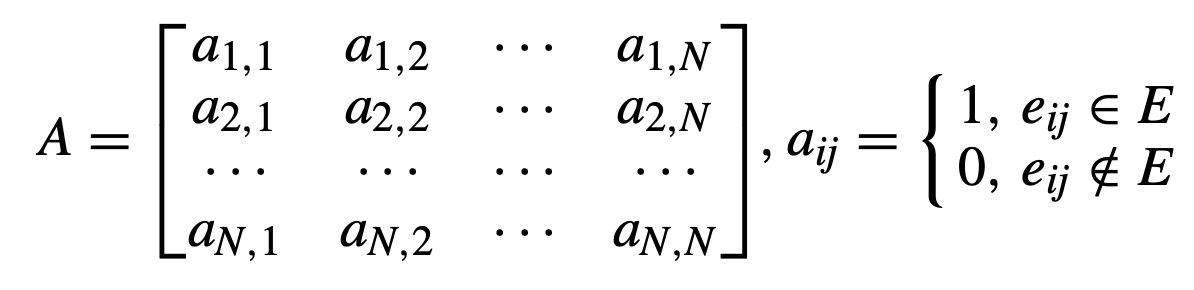 A = [ a_{1,1} a_{1,2} ⋯ a_{1,N} ; a_{2,1} a_{2,2} ⋯ a_{2,N} ; ⋯ ⋯ ⋯ ⋯ ; a_{N,1} a_{N,2} ⋯ a_{N,N} ], a_{ij} = { 1, e_{ij} ∈ E ; 0, e_{ij} ∉ E